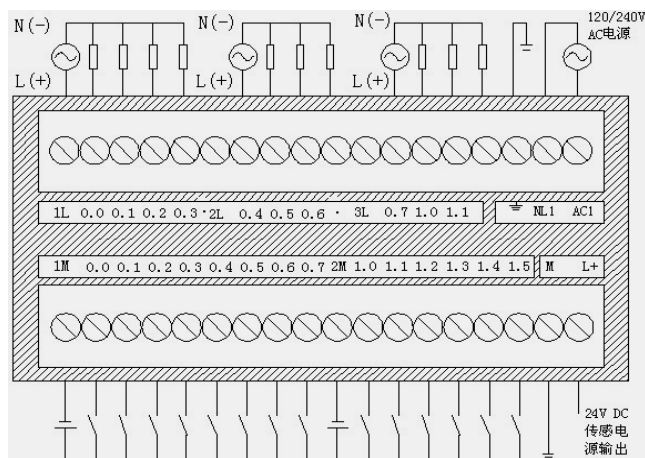 N(-) N(-) N(-) 120/240V
AC电源
L(+) L(+) L(+)
1L 0.0 0.1 0.2 0.3 · 2L 0.4 0.5 0.6 · 3L 0.7 1.0 1.1 NL1 AC1
1M 0.0 0.1 0.2 0.3 0.4 0.5 0.6 0.7 2M 1.0 1.1 1.2 1.3 1.4 1.5 M L+
24V DC
传感电
源输出